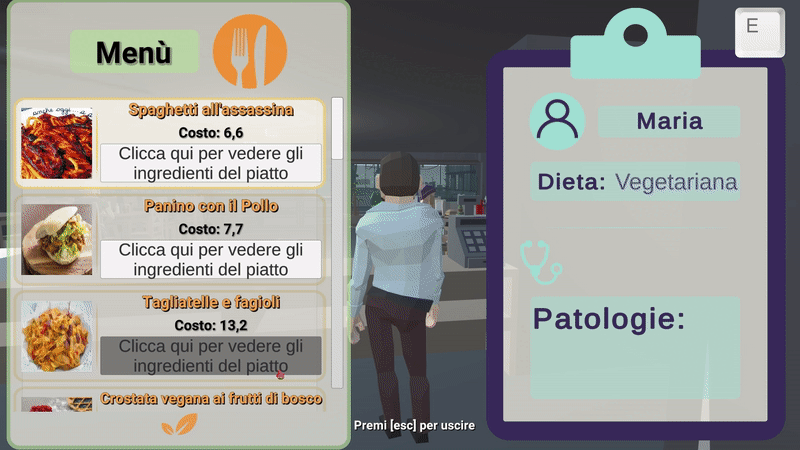 Menù
Spaghetti all'assassina
Costo: 6,6
Clicca qui per vedere gli
ingredienti del piatto
Panino con il Pollo
Costo: 7,7
Clicca qui per vedere gli
ingredienti del piatto
Tagliatelle e fagioli
Costo: 13,2
Clicca qui per vedere gli
ingredienti del piatto
Crostata vegana ai frutti di bosco
Premi [esc] per uscire
E
Maria
Dieta: Vegetariana
Patologie: